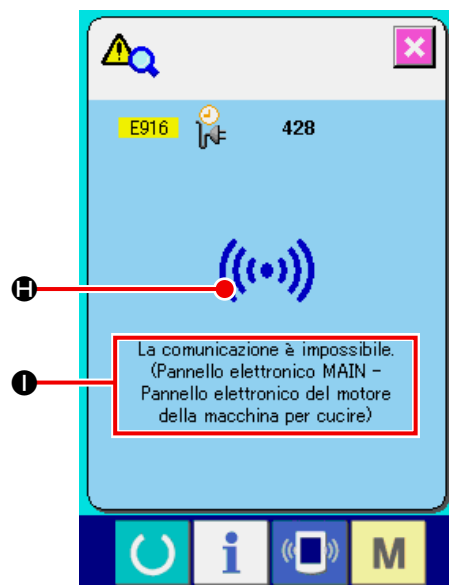 E916 428
H
La comunicazione è impossibile.
I
(Pannello elettronico MAIN –
Pannello elettronico del motore
della macchina per cucire)
i M